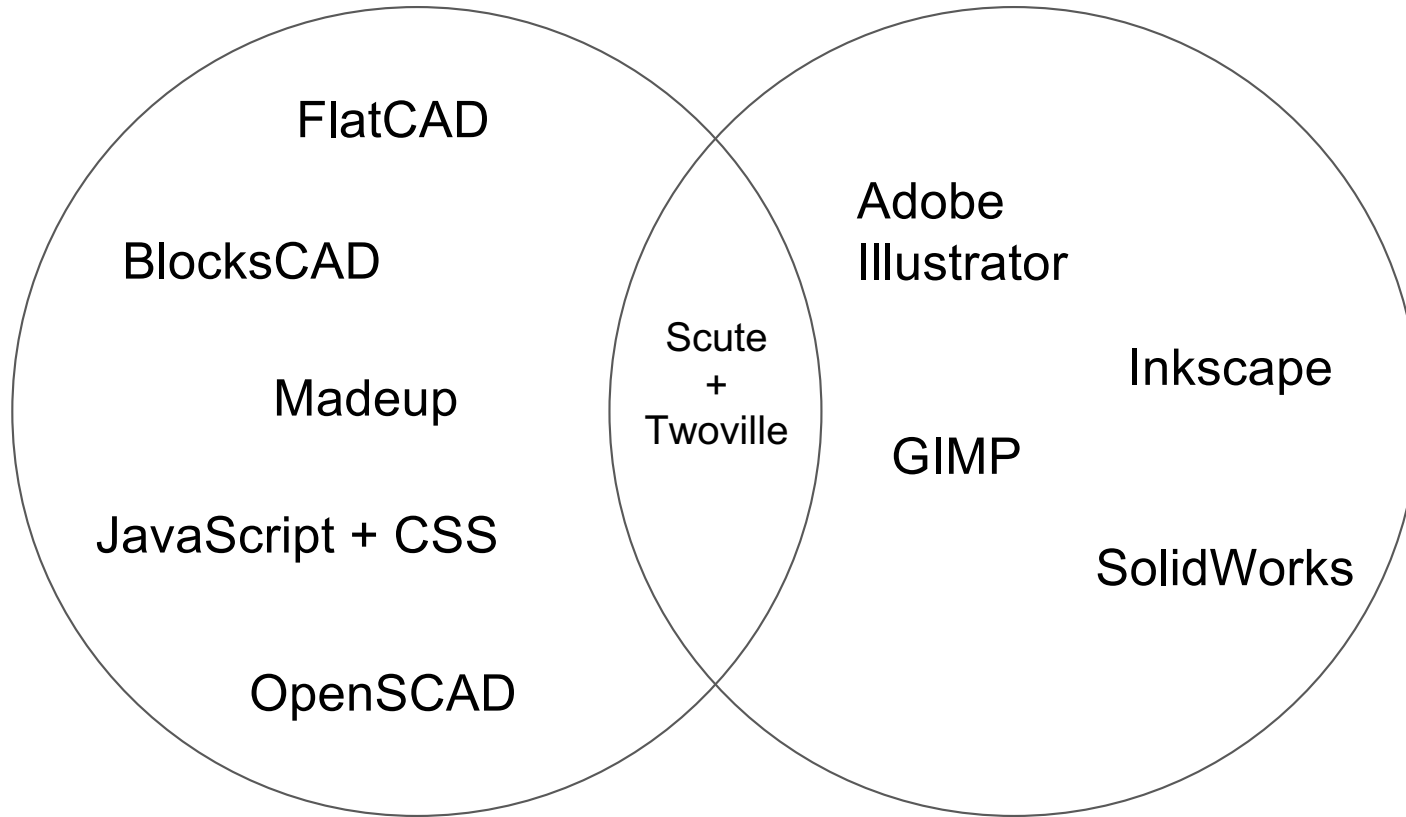 FlatCAD
BlocksCAD
Madeup
JavaScript + CSS
OpenSCAD
Scute
+
Twoville
Adobe
Illustrator
Inkscape
GIMP
SolidWorks